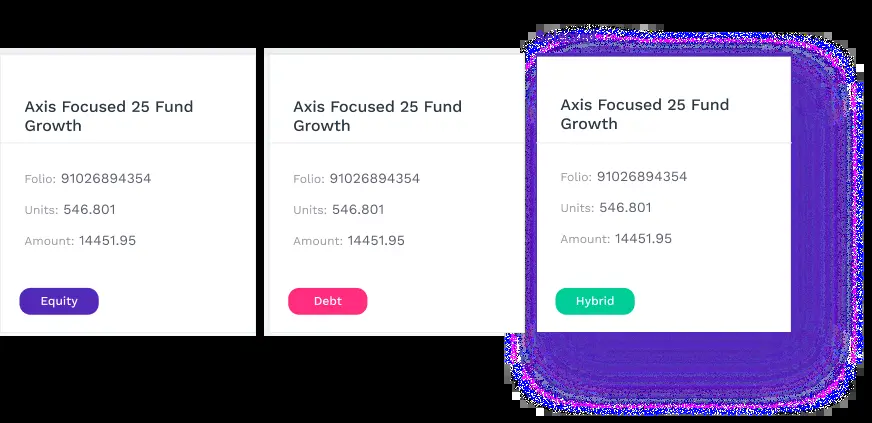 Axis Focused 25 Fund
Growth
Folio: 91026894354
Units: 546.801
Amount: 14451.95
Equity
Axis Focused 25 Fund
Growth
Folio: 91026894354
Units: 546.801
Amount: 14451.95
Debt
Axis Focused 25 Fund
Growth
Folio: 91026894354
Units: 546.801
Amount: 14451.95
Hybrid